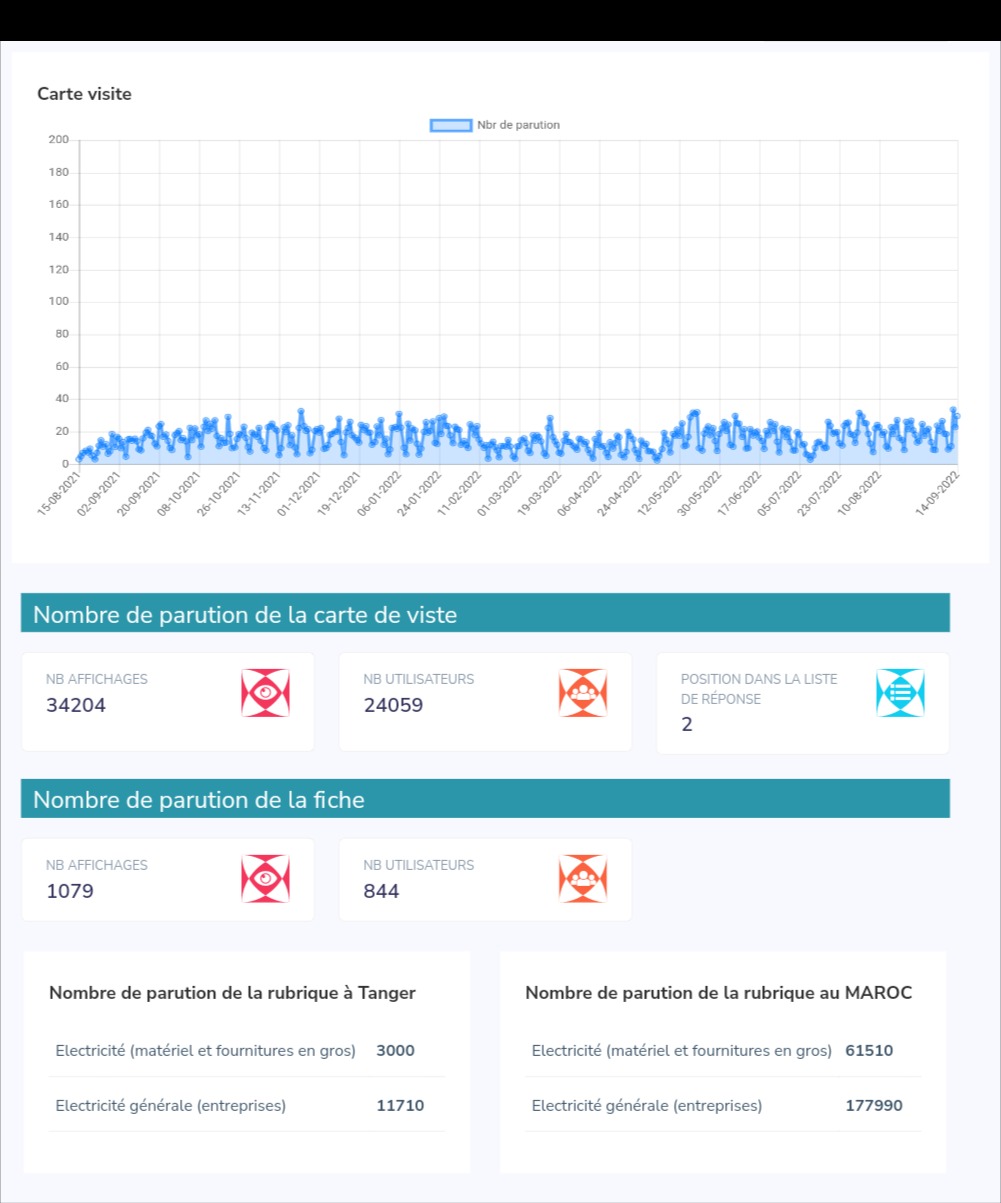 Carte visite
Nbr de parution
200
180
160
140
120
100
80
60
40
20
0
15-08-2021
02-09-2021
20-09-2021
08-10-2021
26-10-2021
13-11-2021
01-12-2021
19-12-2021
06-01-2022
24-01-2022
11-02-2022
01-03-2022
19-03-2022
06-04-2022
24-04-2022
12-05-2022
30-05-2022
17-06-2022
05-07-2022
23-07-2022
10-08-2022
14-09-2022
Nombre de parution de la carte de viste
NB AFFICHAGES
34204
NB UTILISATEURS
24059
POSITION DANS LA LISTE
DE RÉPONSE
2
Nombre de parution de la fiche
NB AFFICHAGES
1079
NB UTILISATEURS
844
Nombre de parution de la rubrique à Tanger
Electricité (matériel et fournitures en gros) 3000
Electricité générale (entreprises) 11710
Nombre de parution de la rubrique au MAROC
Electricité (matériel et fournitures en gros) 61510
Electricité générale (entreprises) 177990